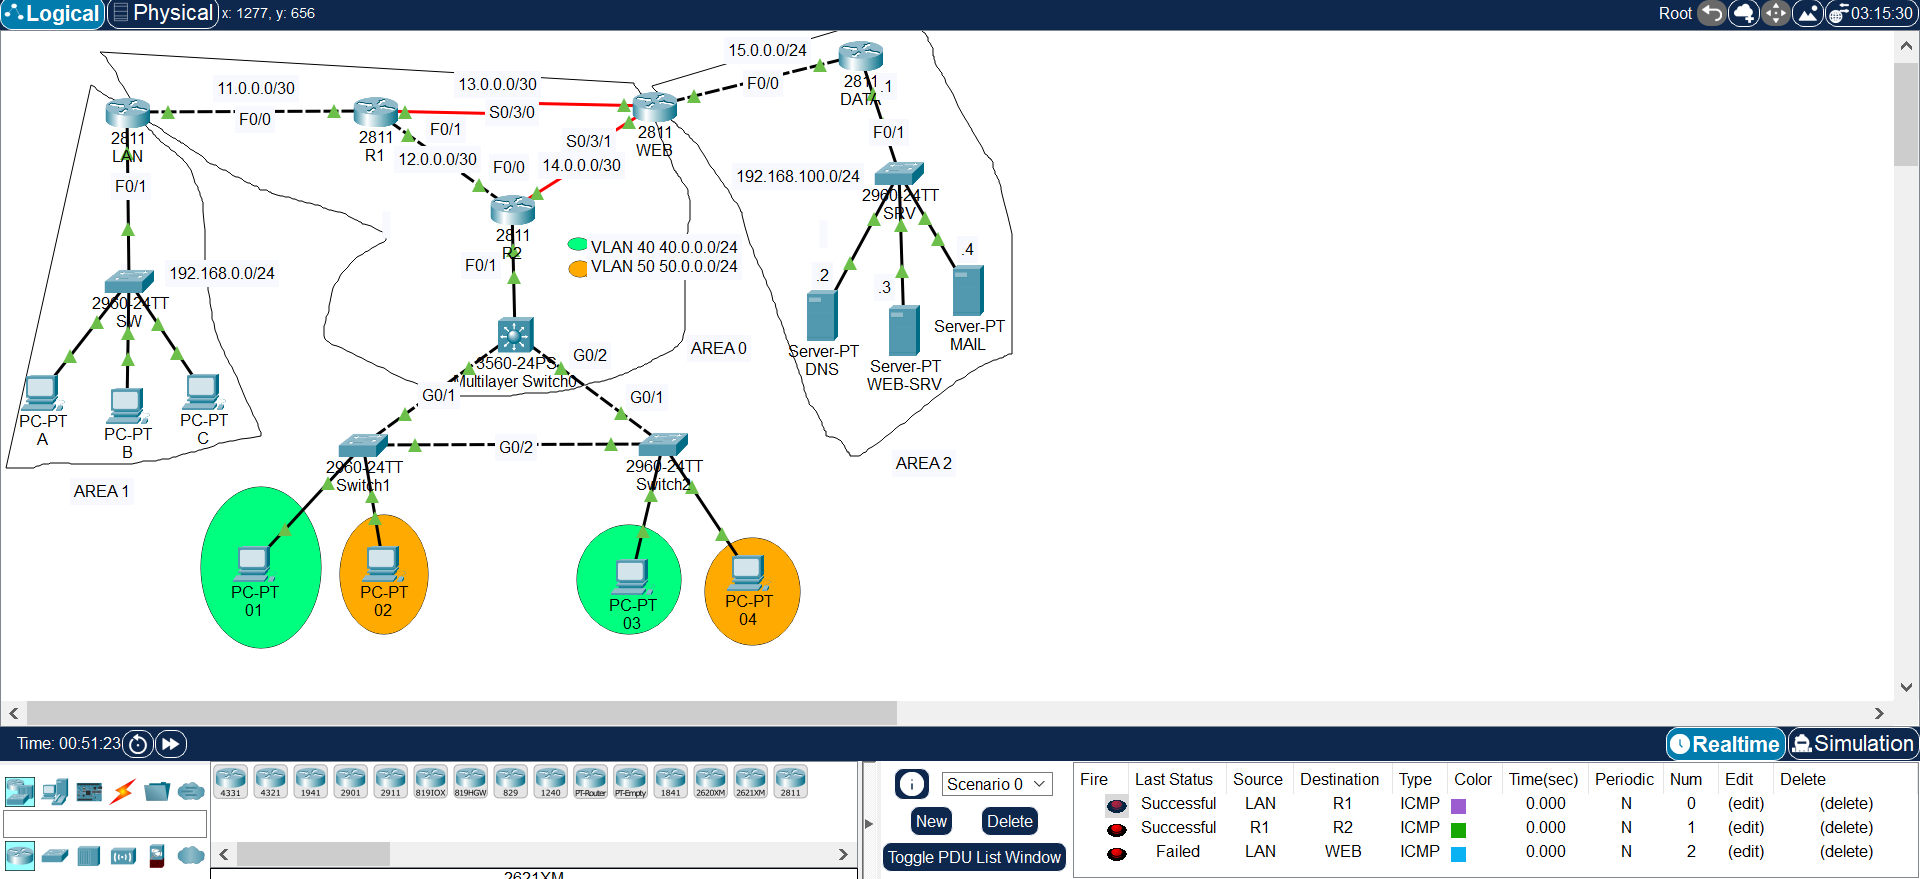 Logical
Physical
x: 1277, y: 656
Root
03:15:30
15.0.0.0/24
11.0.0.0/30
13.0.0.0/30
F0/0
2811
DATA
.1
F0/0
S0/3/0
F0/1
2811
LAN
2811
R1
12.0.0.0/30
F0/0
S0/3/1
14.0.0.0/30
2811
WEB
F0/1
F0/1
192.168.100.0/24
2960-24TT
SRV
2811
R2
F0/1
VLAN 40 40.0.0.0/24
VLAN 50 50.0.0.0/24
192.168.0.0/24
2960-24TT
SW
.2
.3
.4
Server-PT
DNS
Server-PT
WEB-SRV
Server-PT
MAIL
AREA 0
3560-24PS
Multilayer Switch0
G0/2
G0/1
G0/1
PC-PT
A
PC-PT
B
PC-PT
C
G0/2
2960-24TT
Switch1
2960-24TT
Switch2
AREA 2
AREA 1
PC-PT
01
PC-PT
02
PC-PT
03
PC-PT
04
Time: 00:51:23
Realtime
Simulation
4331
4321
1941
2901
2911
819IOX
819HGW
829
1240
PT-Router
PT-Empty
1841
2620XM
2621XM
2811
2621XM
Scenario 0
New
Delete
Toggle PDU List Window
Fire Last Status Source Destination Type Color Time(sec) Periodic Num Edit Delete
Successful LAN R1 ICMP 0.000 N 0 (edit) (delete)
Successful R1 R2 ICMP 0.000 N 1 (edit) (delete)
Failed LAN WEB ICMP 0.000 N 2 (edit) (delete)